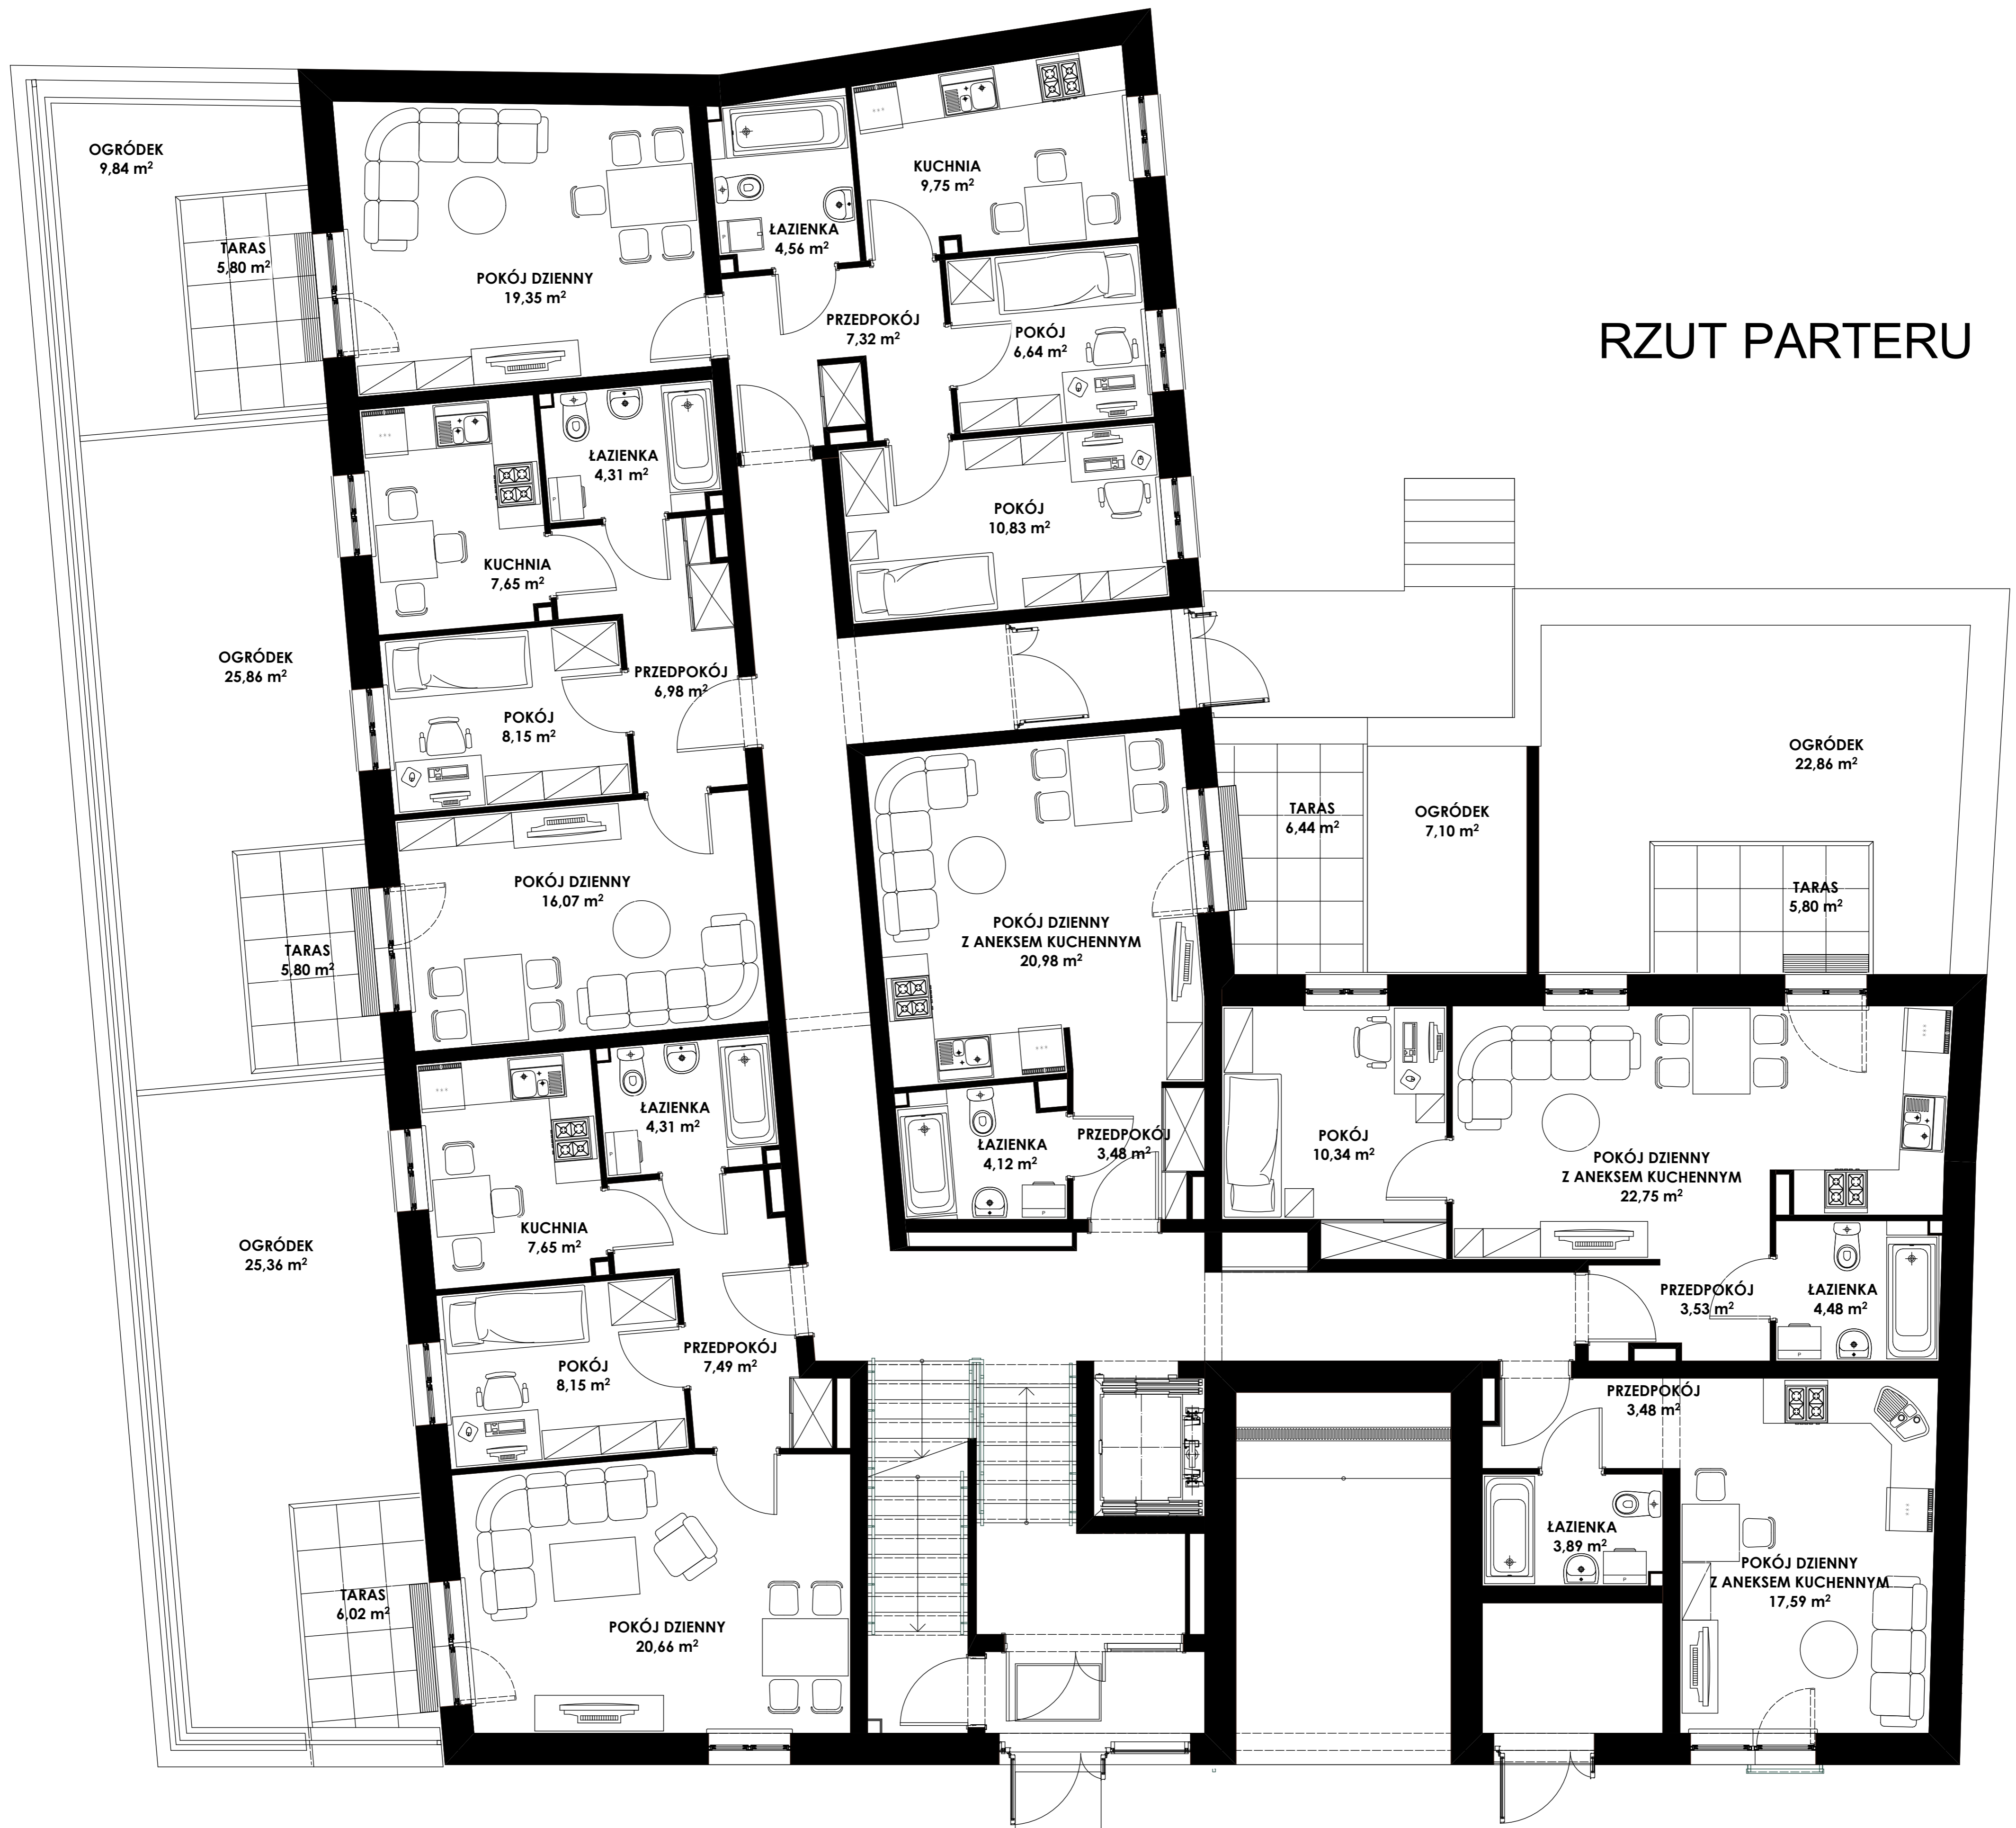 OGRÓDEK
9,84 m²
TARAS
5,80 m²
POKÓJ DZIENNY
19,35 m²
ŁAZIENKA
4,56 m²
KUCHNIA
9,75 m²
PRZEDPOKÓJ
7,32 m²
POKÓJ
6,64 m²
RZUT PARTERU
ŁAZIENKA
4,31 m²
KUCHNIA
7,65 m²
POKÓJ
10,83 m²
OGRÓDEK
25,86 m²
PRZEDPOKÓJ
6,98 m²
POKÓJ
8,15 m²
POKÓJ DZIENNY
16,07 m²
TARAS
5,80 m²
POKÓJ DZIENNY
Z ANEKSEM KUCHENNYM
20,98 m²
TARAS
6,44 m²
OGRÓDEK
7,10 m²
OGRÓDEK
22,86 m²
TARAS
5,80 m²
ŁAZIENKA
4,31 m²
KUCHNIA
7,65 m²
ŁAZIENKA
4,12 m²
PRZEDPOKÓJ
3,48 m²
POKÓJ
10,34 m²
POKÓJ DZIENNY
Z ANEKSEM KUCHENNYM
22,75 m²
OGRÓDEK
25,36 m²
PRZEDPOKÓJ
7,49 m²
POKÓJ
8,15 m²
PRZEDPOKÓJ
3,53 m²
ŁAZIENKA
4,48 m²
PRZEDPOKÓJ
3,48 m²
ŁAZIENKA
3,89 m²
POKÓJ DZIENNY
Z ANEKSEM KUCHENNYM
17,59 m²
TARAS
6,02 m²
POKÓJ DZIENNY
20,66 m²